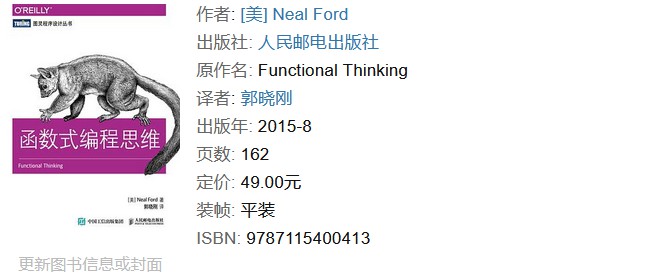 O'REILLY
TURING 图灵程序设计丛书
函数式编程思维
Functional Thinking
[美] Neal Ford 著
郭晓刚 译
中国工信出版集团 人民邮电出版社
更新图书信息或封面
作者: [美] Neal Ford
出版社: 人民邮电出版社
原作名: Functional Thinking
译者: 郭晓刚
出版年: 2015-8
页数: 162
定价: 49.00元
装帧: 平装
ISBN: 9787115400413